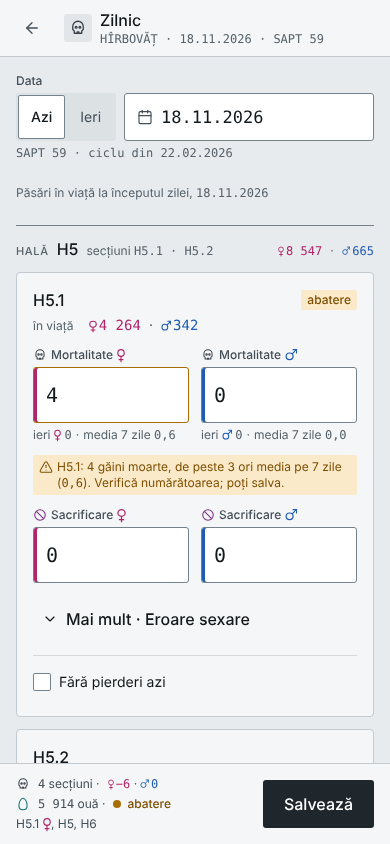 Zilnic
HÎRBOVĂȚ · 18.11.2026 · SAPT 59
Data
Azi Ieri 18.11.2026
SAPT 59 · ciclu din 22.02.2026
Păsări în viață la începutul zilei, 18.11.2026
HALĂ H5 secțiuni H5.1 · H5.2 ♀8 547 · ♂665
H5.1 abatere
în viață ♀4 264 · ♂342
Mortalitate ♀ Mortalitate ♂
4 0
ieri ♀ 0 · media 7 zile 0,6 ieri ♂ 0 · media 7 zile 0,0
H5.1: 4 găini moarte, de peste 3 ori media pe 7 zile
(0,6). Verifică numărătoarea; poți salva.
Sacrificare ♀ Sacrificare ♂
0 0
Mai mult · Eroare sexare
Fără pierderi azi
H5.2
4 secțiuni · ♀−6 · ♂0
5 914 ouă · ● abatere
H5.1 ♀, H5, H6
Salvează